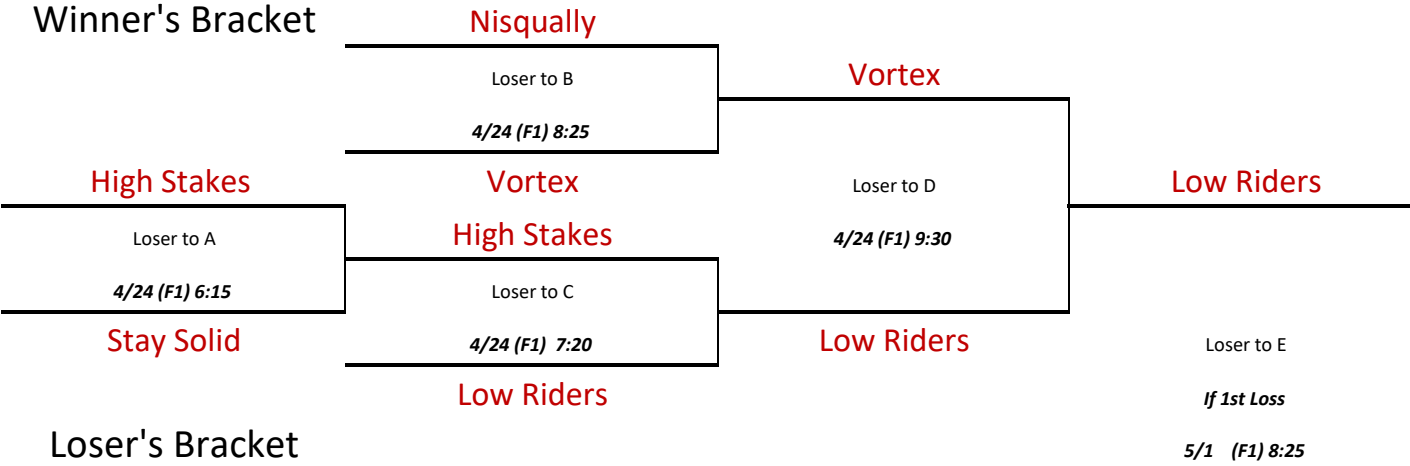 Winner's Bracket
Nisqually
Loser to B
Vortex
4/24 (F1) 8:25
High Stakes
Vortex
Loser to D
Low Riders
Loser to A
High Stakes
4/24 (F1) 9:30
4/24 (F1) 6:15
Loser to C
Stay Solid
4/24 (F1)  7:20
Low Riders
Loser to E
Low Riders
If 1st Loss
Loser's Bracket
5/1   (F1) 8:25